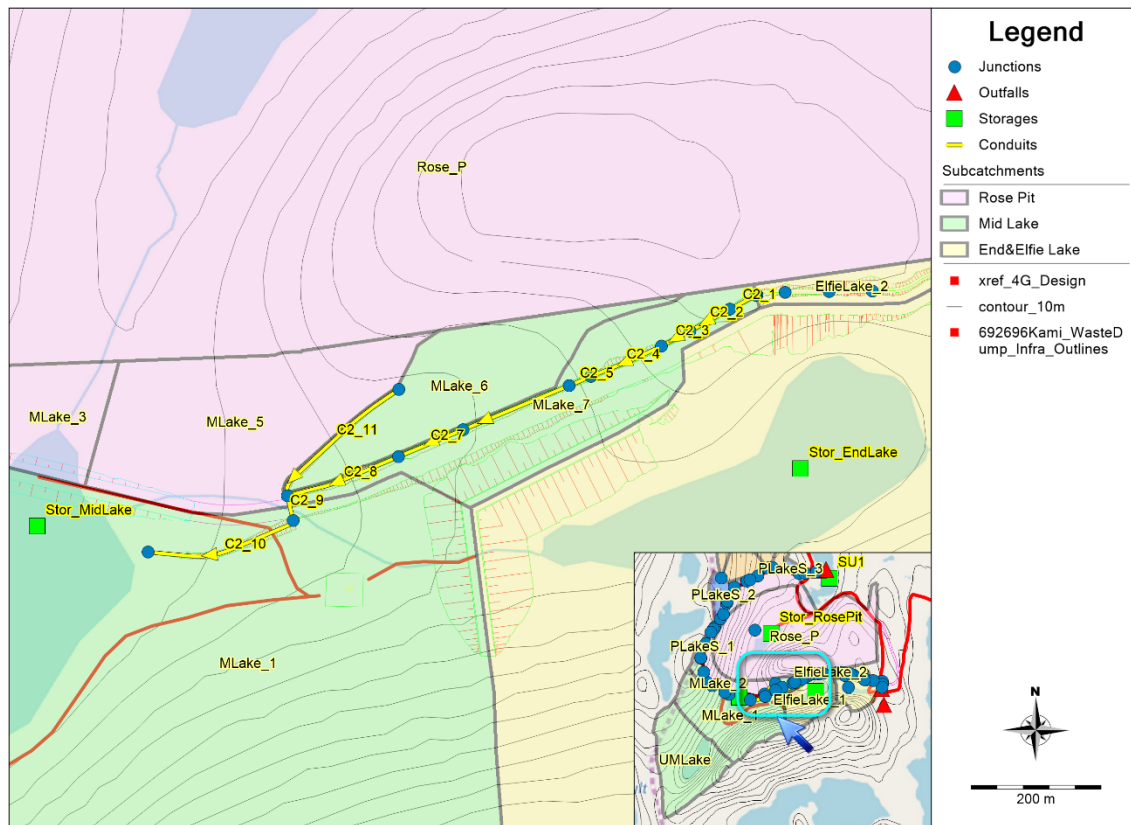 Rose_P
ElfieLake_2
C2_1
C2_2
C2_3
C2_4
C2_5
MLake_6
MLake_7
MLake_3
MLake_5
C2_11
C2_7
C2_8
C2_9
C2_10
Stor_EndLake
Stor_MidLake
MLake_1
Legend
Junctions
Outfalls
Storages
Conduits
Subcatchments
Rose Pit
Mid Lake
End&Elfie Lake
xref_4G_Design
contour_10m
692696Kami_WasteD
ump_Infra_Outlines
PLakeS_3
SU1
PLakeS_2
Stor_RosePit
Rose_P
PLakeS_1
ElfieLake_2
MLake_2
ElfieLake_1
UMLake
N
200 m